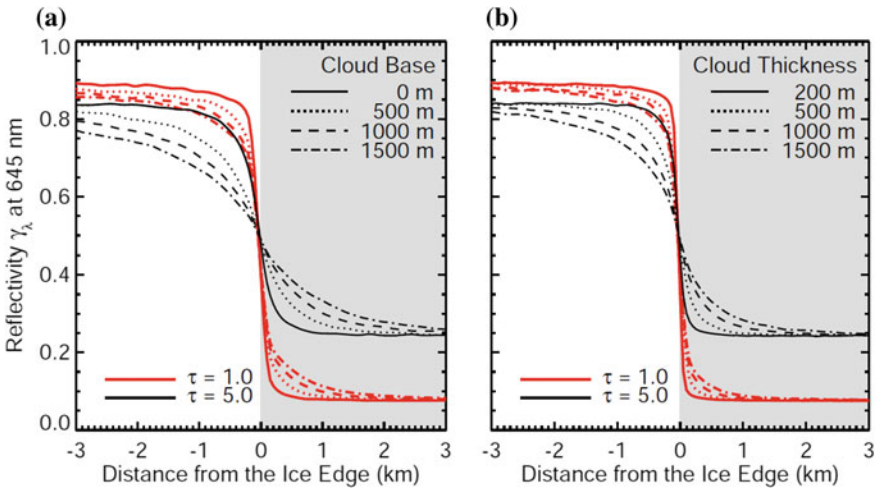 (a)
(b)
Reflectivity γλ at 645 nm
1.0
0.8
0.6
0.4
0.2
0.0
Cloud Base
0 m
500 m
1000 m
1500 m
τ = 1.0
τ = 5.0
-3 -2 -1 0 1 2 3
Distance from the Ice Edge (km)
Cloud Thickness
200 m
500 m
1000 m
1500 m
τ = 1.0
τ = 5.0
-3 -2 -1 0 1 2 3
Distance from the Ice Edge (km)